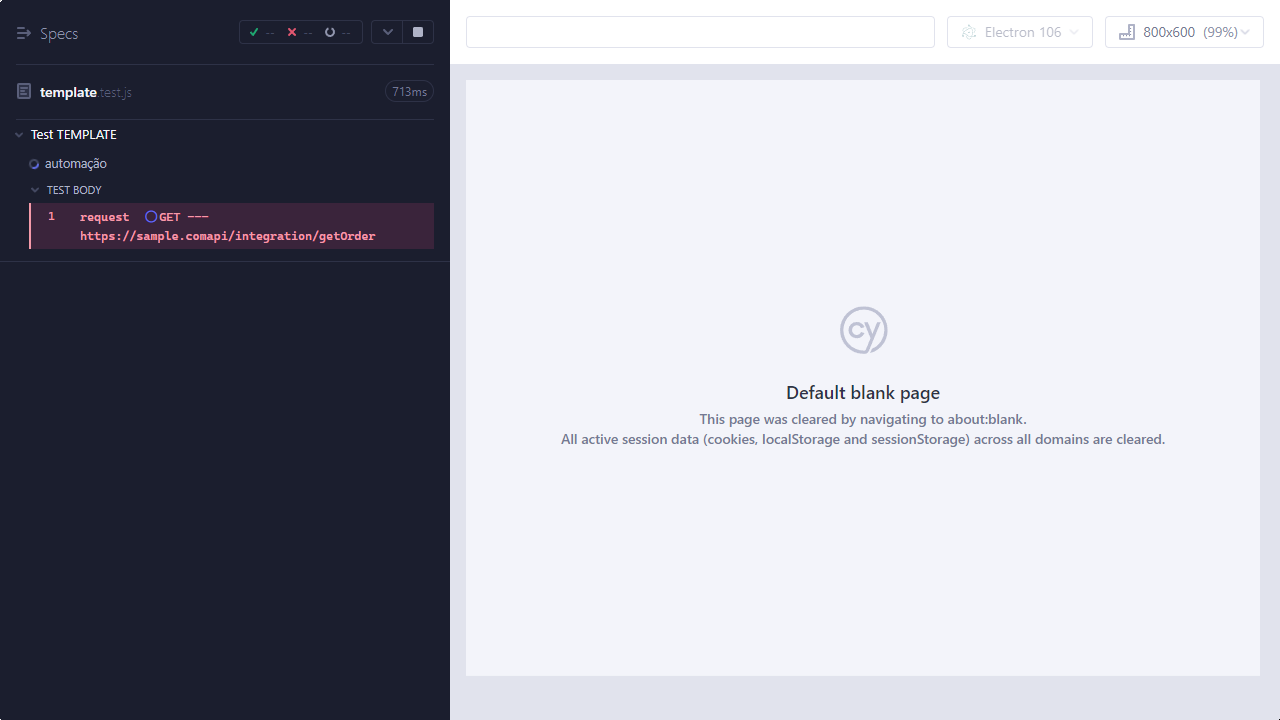 Specs
-- -- --
template.test.js
713ms
Test TEMPLATE
automação
TEST BODY
1 request GET ---
https://sample.comapi/integration/getOrder
Electron 106
800x600 (99%)
cy
Default blank page
This page was cleared by navigating to about:blank.
All active session data (cookies, localStorage and sessionStorage) across all domains are cleared.